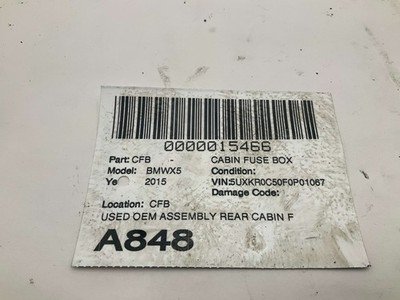 0000015466
Part: CFB CABIN FUSE BOX
Model: BMWX5 Condition:
Ye 2015 VIN:5UXKR0C50F0P01067
Damage Code:
Location: CFB
USED OEM ASSEMBLY REAR CABIN F
A848